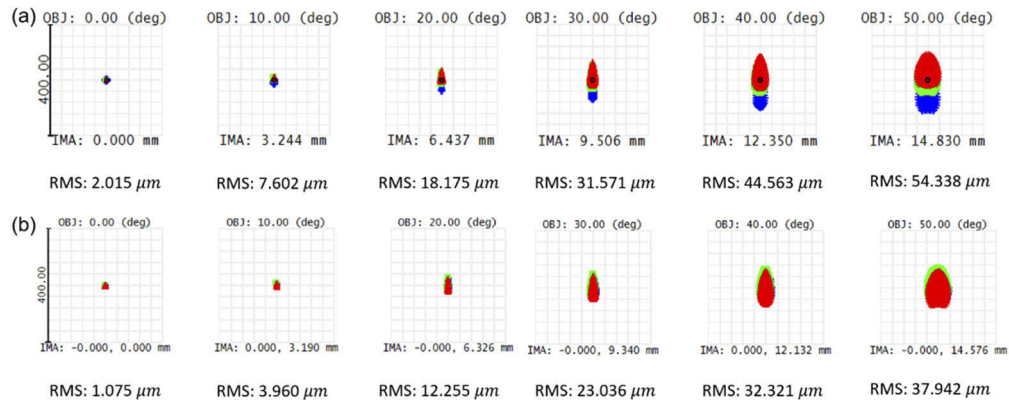 (a)
OBJ: 0.00 (deg) OBJ: 10.00 (deg) OBJ: 20.00 (deg) OBJ: 30.00 (deg) OBJ: 40.00 (deg) OBJ: 50.00 (deg)
400.00
IMA: 0.000 mm IMA: 3.244 mm IMA: 6.437 mm IMA: 9.506 mm IMA: 12.350 mm IMA: 14.830 mm
RMS: 2.015 μm RMS: 7.602 μm RMS: 18.175 μm RMS: 31.571 μm RMS: 44.563 μm RMS: 54.338 μm
(b)
OBJ: 0.00 (deg) OBJ: 10.00 (deg) OBJ: 20.00 (deg) OBJ: 30.00 (deg) OBJ: 40.00 (deg) OBJ: 50.00 (deg)
400.00
IMA: -0.000, 0.000 mm IMA: 0.000, 3.190 mm IMA: -0.000, 6.326 mm IMA: -0.000, 9.340 mm IMA: 0.000, 12.132 mm IMA: -0.000, 14.576 mm
RMS: 1.075 μm RMS: 3.960 μm RMS: 12.255 μm RMS: 23.036 μm RMS: 32.321 μm RMS: 37.942 μm